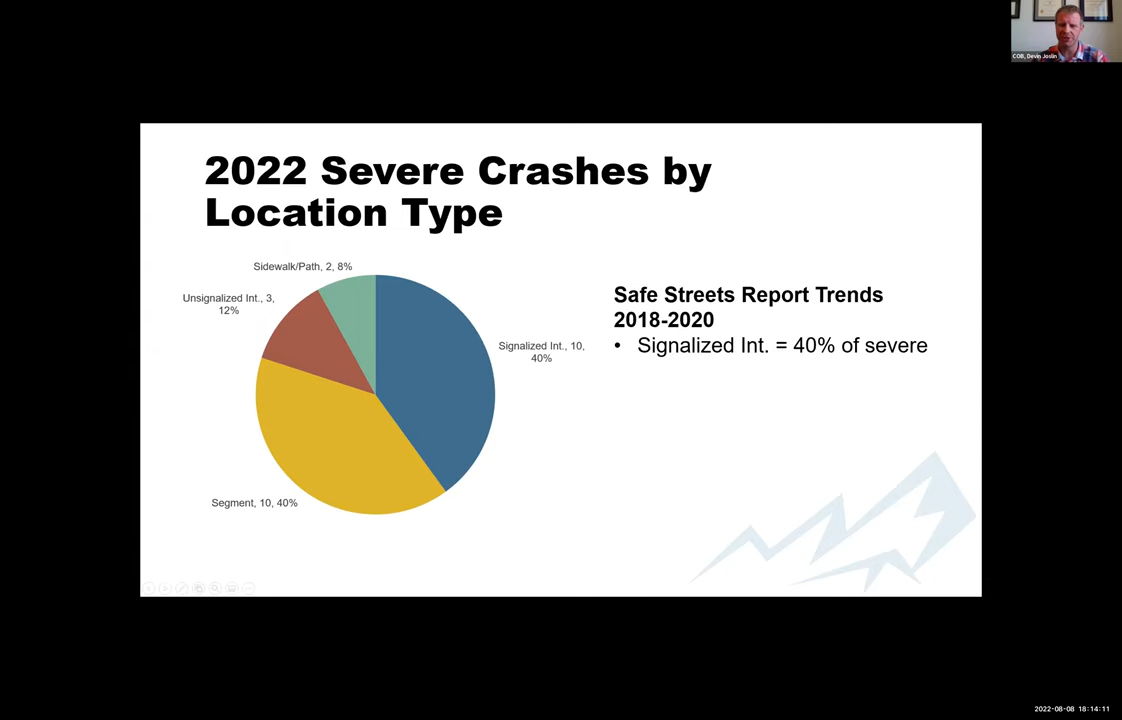 COB, Devin Joslin
2022 Severe Crashes by
Location Type
Sidewalk/Path, 2, 8%
Unsignalized Int., 3,
12%
Signalized Int., 10,
40%
Segment, 10, 40%
Safe Streets Report Trends
2018-2020
• Signalized Int. = 40% of severe
2022-08-08 18:14:11